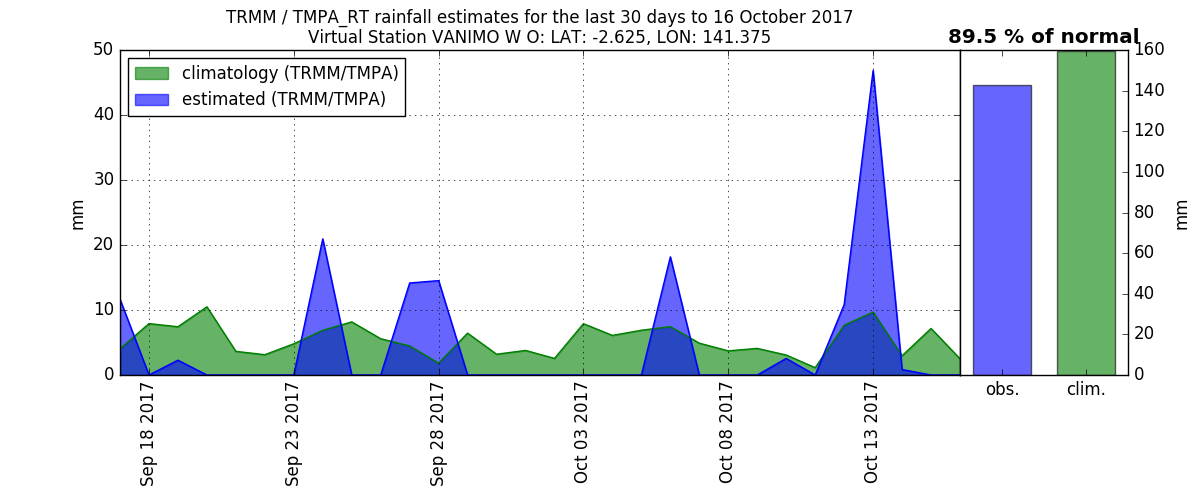 TRMM / TMPA_RT rainfall estimates for the last 30 days to 16 October 2017
Virtual Station VANIMO W O: LAT: -2.625, LON: 141.375
89.5 % of normal
climatology (TRMM/TMPA)
estimated (TRMM/TMPA)
50
40
30
20
10
0
mm
Sep 18 2017
Sep 23 2017
Sep 28 2017
Oct 03 2017
Oct 08 2017
Oct 13 2017
obs.
clim.
160
140
120
100
80
60
40
20
0
mm